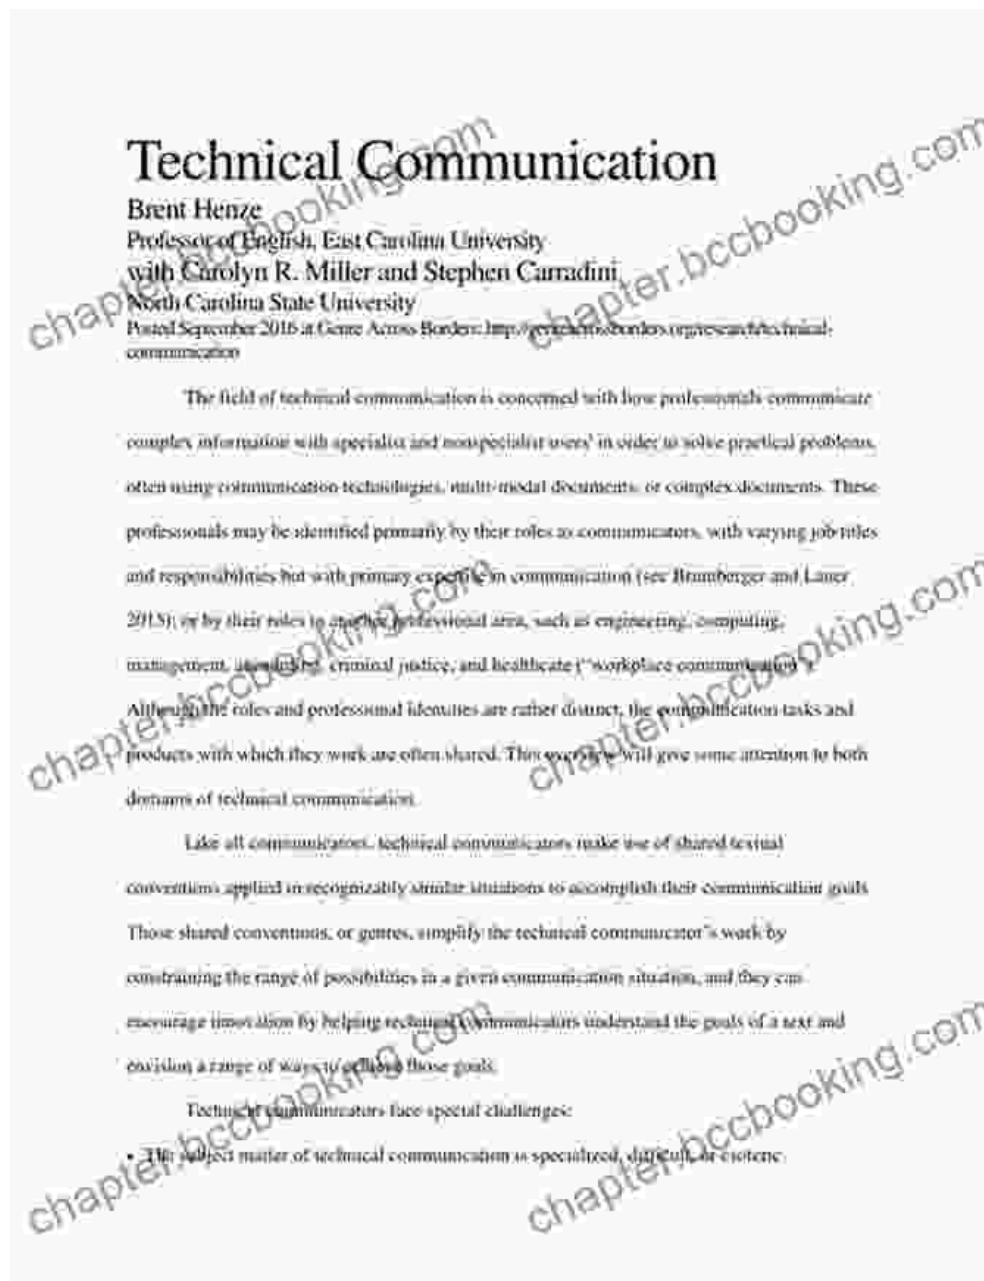 Technical Communication
Brent Henze
Professor of English, East Carolina University
with Carolyn R. Miller and Stephen Carradini
North Carolina State University
Posted September 2016 at Genre Across Borders: http://genreacrossborders.org/research/technical-
communication
The field of technical communication is concerned with how professionals communicate
complex information with specialist and nonspecialist users in order to solve practical problems,
often using communication technologies, multi-modal documents, or complex documents. These
professionals may be identified primarily by their roles as communicators, with varying job titles
and responsibilities but with primary expertise in communication (see Brumberger and Lauer
2015); or by their roles in another professional area, such as engineering, computing,
management, criminal justice, and healthcare ("workplace communication").
Although the roles and professional identities are rather distinct, the communication tasks and
products with which they work are often shared. This overview will give some attention to both
domains of technical communication.
Like all communicators, technical communicators make use of shared textual
conventions applied in recognizably similar situations to accomplish their communication goals.
Those shared conventions, or genres, simplify the technical communicator's work by
constraining the range of possibilities in a given communication situation, and they can
encourage innovation by helping technical communicators understand the goals of a text and
envision a range of ways to achieve those goals.
Technical communicators face special challenges:
• The subject matter of technical communication is specialized, difficult, or esoteric.
chapter.bccbooking.com
chapter.bccbooking.com
chapter.bccbooking.com
chapter.bccbooking.com
chapter.bccbooking.com
chapter.bccbooking.com